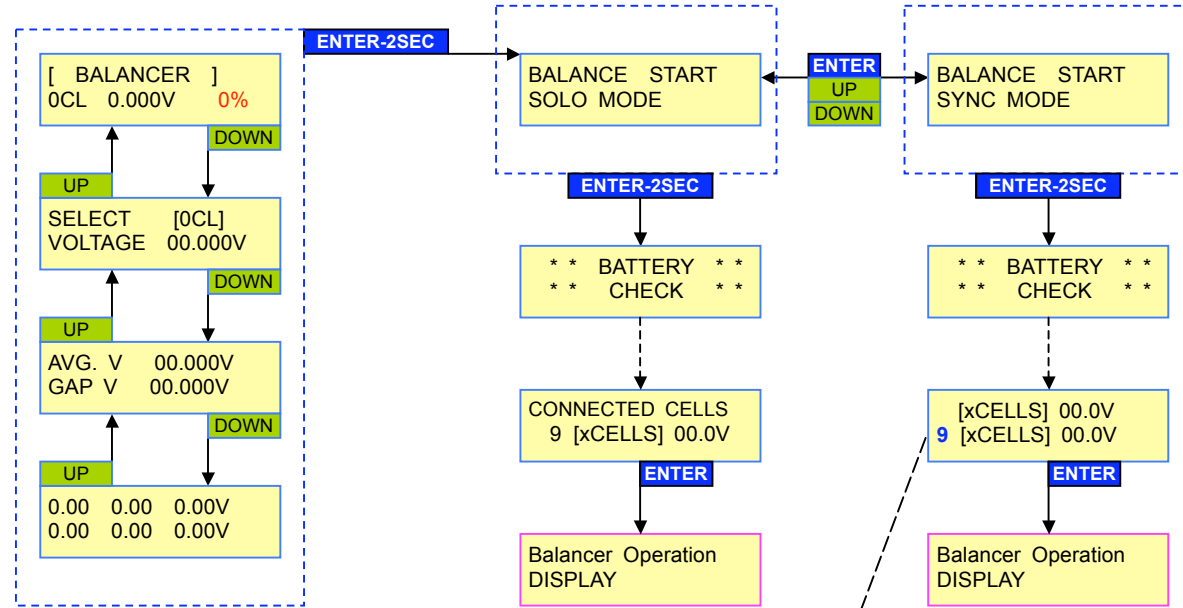 [ BALANCER ]
0CL 0.000V 0%
DOWN
UP
SELECT [0CL]
VOLTAGE 00.000V
DOWN
UP
AVG. V 00.000V
GAP V 00.000V
DOWN
UP
0.00 0.00 0.00V
0.00 0.00 0.00V
ENTER-2SEC
BALANCE START
SOLO MODE
ENTER
UP
DOWN
BALANCE START
SYNC MODE
ENTER-2SEC
* * BATTERY * *
* * CHECK * *
CONNECTED CELLS
9 [xCELLS] 00.0V
ENTER
Balancer Operation
DISPLAY
ENTER-2SEC
* * BATTERY * *
* * CHECK * *
[xCELLS] 00.0V
9 [xCELLS] 00.0V
ENTER
Balancer Operation
DISPLAY